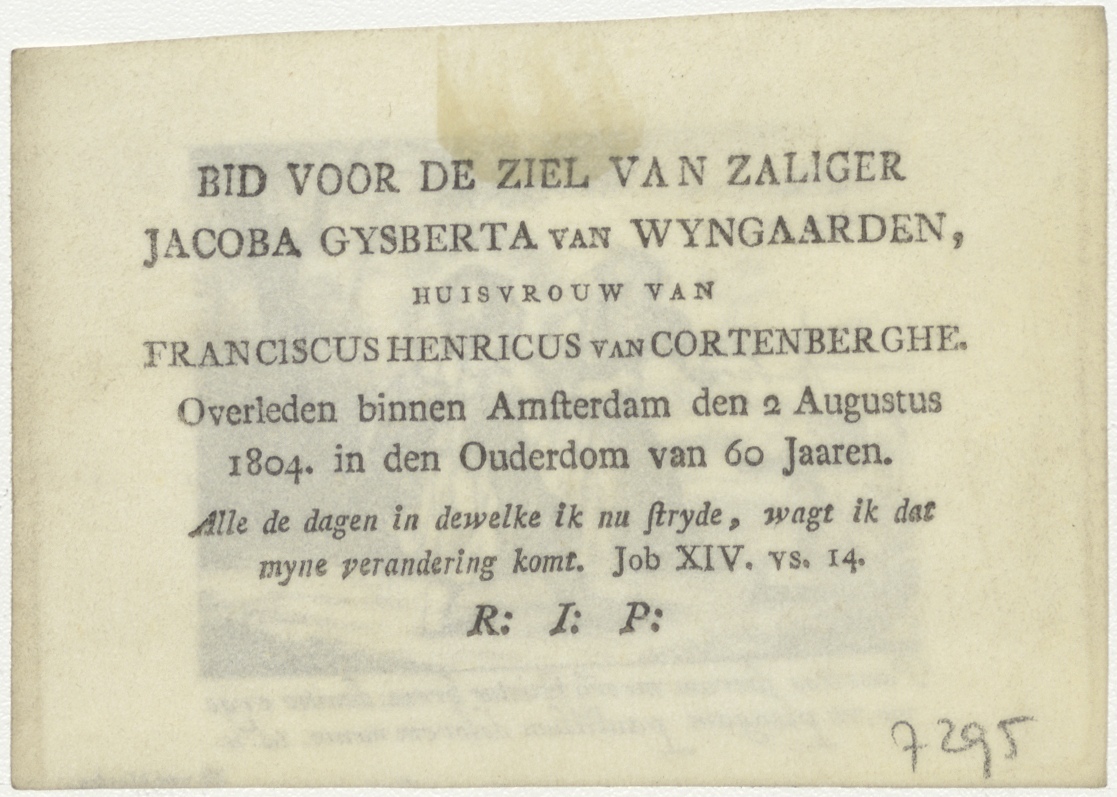 BID VOOR DE ZIEL VAN ZALIGER
JACOBA GYSBERTA VAN WYNGAARDEN,
HUISVROUW VAN
FRANCISCUS HENRICUS VAN CORTENBERGHE.
Overleden binnen Amſterdam den 2 Augustus
1804. in den Ouderdom van 60 Jaaren.
Alle de dagen in dewelke ik nu ſtryde, wagt ik dat
myne verandering komt. Job XIV. vs. 14.
R: I: P:
7295